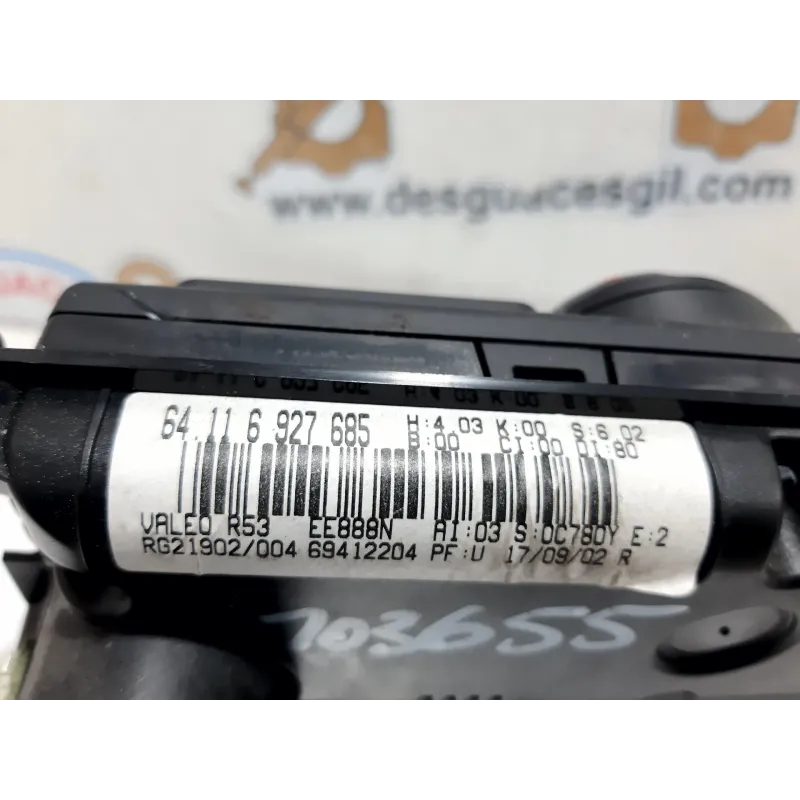 www.desguacesgil.com
64.11 6 927 685 H:4.03 K:00 S:6.02
B:00 CI:00 DI:80
VALEO R53 EE888N AI:03 S:0C780Y E:2
RG21902/004 69412204 PF:U 17/09/02 R
103655